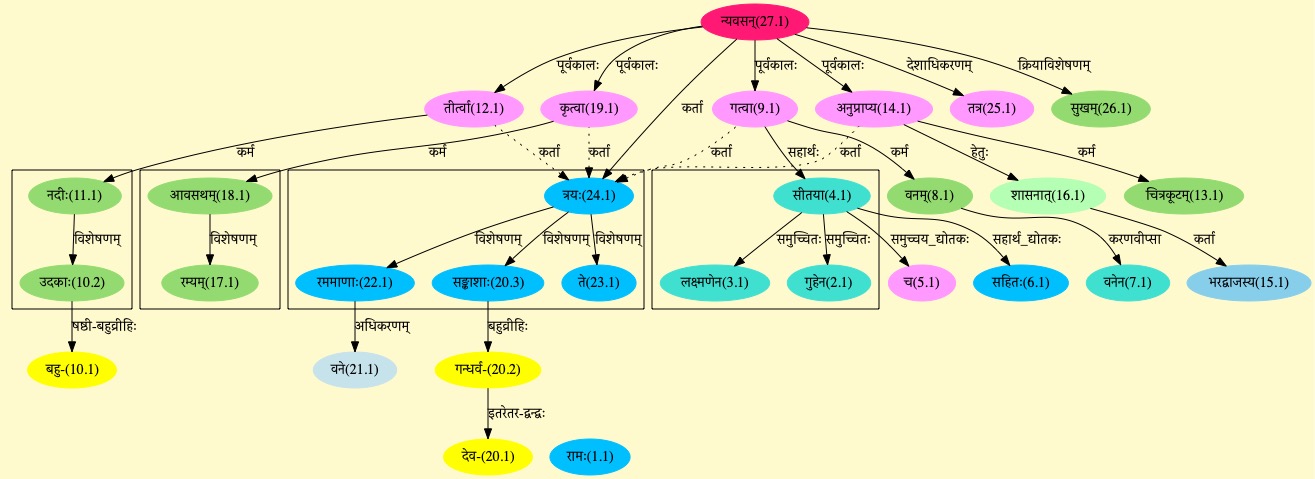 न्यवसन्(27.1)
पूर्वकालः
पूर्वकालः
कर्ता
पूर्वकालः
पूर्वकालः
देशाधिकरणम्
क्रियाविशेषणम्
तीर्त्वा(12.1)
कृत्वा(19.1)
गत्वा(9.1)
अनुप्राप्य(14.1)
तत्र(25.1)
सुखम्(26.1)
कर्म
कर्म
कर्ता
कर्ता
कर्ता
सहार्थः
कर्ता
कर्म
हेतुः
कर्म
नदीः(11.1)
आवसथम्(18.1)
त्रयः(24.1)
सीतया(4.1)
वनम्(8.1)
शासनात्(16.1)
चित्रकूटम्(13.1)
विशेषणम्
विशेषणम्
विशेषणम्
विशेषणम्
विशेषणम्
समुच्चितः
समुच्चितः
समुच्चय_द्योतकः
सहार्थ_द्योतकः
करणवीप्सा
कर्ता
उदकाः(10.2)
रम्यम्(17.1)
रममाणाः(22.1)
सङ्काशाः(20.3)
ते(23.1)
लक्ष्मणेन(3.1)
गुहेन(2.1)
च(5.1)
सहितः(6.1)
वनेन(7.1)
भरद्वाजस्य(15.1)
षष्ठी-बहुव्रीहिः
अधिकरणम्
बहुव्रीहिः
बहु-(10.1)
वने(21.1)
गन्धर्व-(20.2)
इतरेतर-द्वन्द्वः
देव-(20.1)
रामः(1.1)